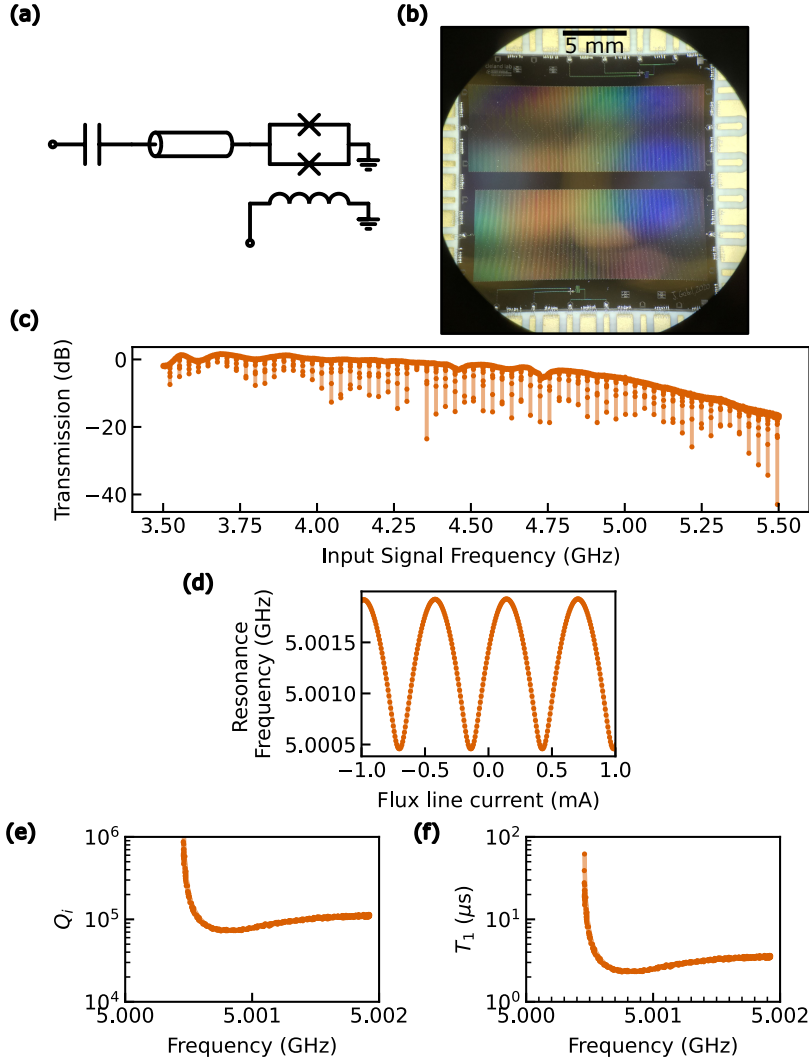 (a)
(b)
5 mm
(c)
Transmission (dB)
0
−20
−40
3.50 3.75 4.00 4.25 4.50 4.75 5.00 5.25 5.50
Input Signal Frequency (GHz)
(d)
Resonance
Frequency (GHz)
5.0015
5.0010
5.0005
−1.0 −0.5 0.0 0.5 1.0
Flux line current (mA)
(e)
Q_i
10^6
10^5
10^4
5.000 5.001 5.002
Frequency (GHz)
(f)
T_1 (μs)
10^2
10^1
10^0
5.000 5.001 5.002
Frequency (GHz)